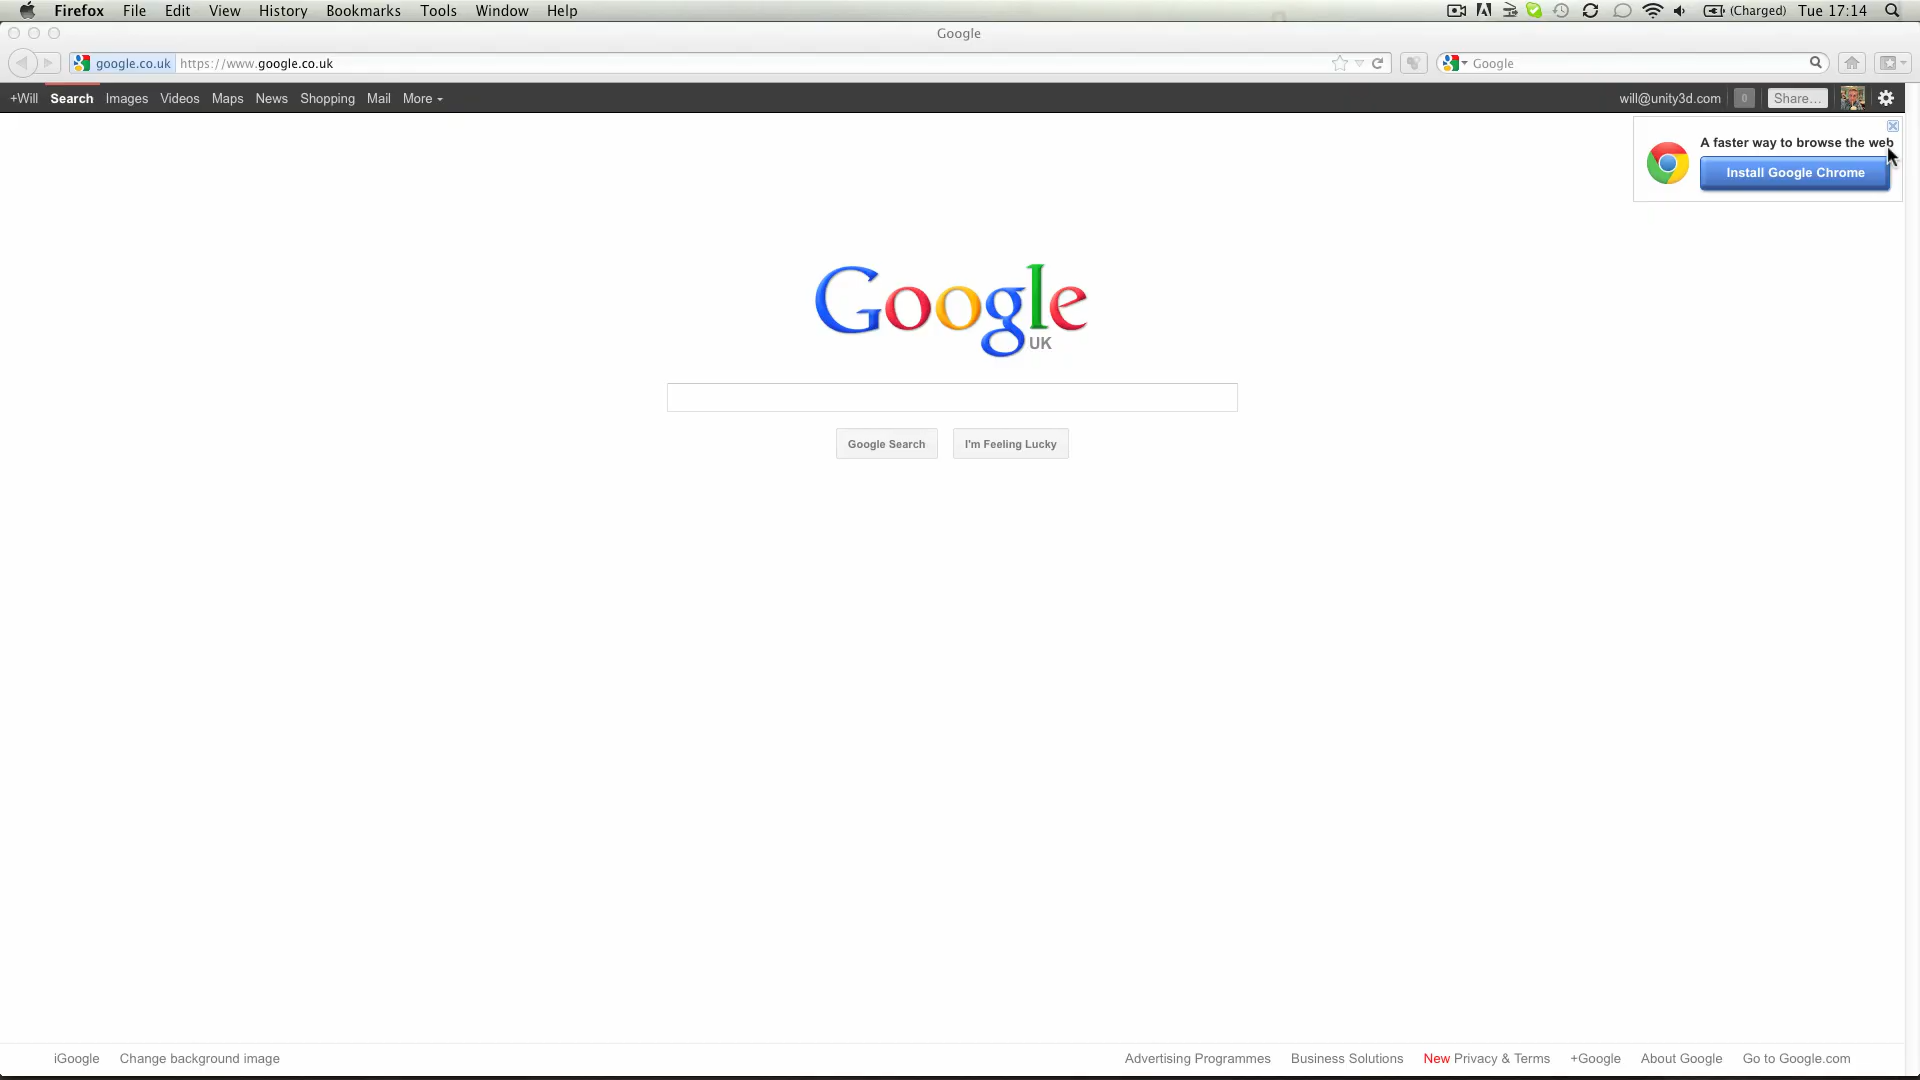 Firefox File Edit View History Bookmarks Tools Window Help (Charged) Tue 17:14
Google
google.co.uk https://www.google.co.uk Google
+Will Search Images Videos Maps News Shopping Mail More will@unity3d.com 0 Share...
A faster way to browse the web
Install Google Chrome
Google
UK
Google Search I'm Feeling Lucky
iGoogle Change background image Advertising Programmes Business Solutions New Privacy & Terms +Google About Google Go to Google.com